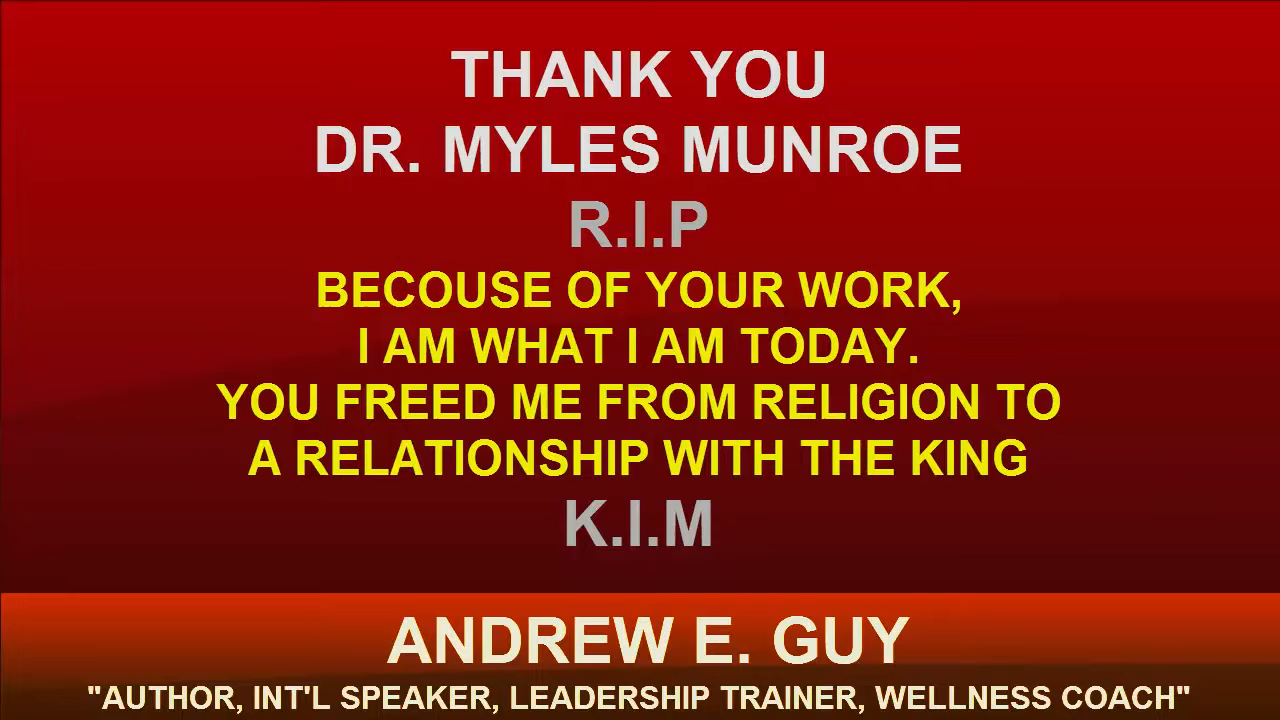 THANK YOU
DR. MYLES MUNROE
R.I.P
BECOUSE OF YOUR WORK,
I AM WHAT I AM TODAY.
YOU FREED ME FROM RELIGION TO
A RELATIONSHIP WITH THE KING
K.I.M
ANDREW E. GUY
"AUTHOR, INT'L SPEAKER, LEADERSHIP TRAINER, WELLNESS COACH"